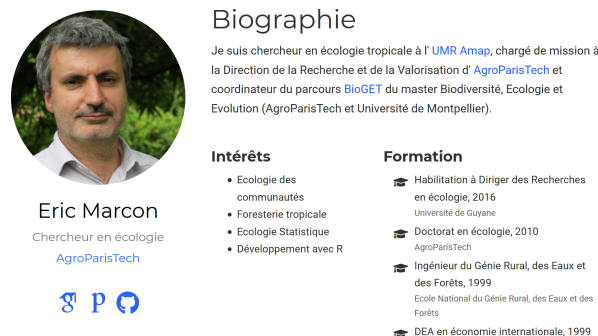 Biographie
Je suis chercheur en écologie tropicale à l' UMR Amap, chargé de mission à
la Direction de la Recherche et de la Valorisation d' AgroParisTech et
coordinateur du parcours BioGET du master Biodiversité, Ecologie et
Evolution (AgroParisTech et Université de Montpellier).
Eric Marcon
Chercheur en écologie
AgroParisTech
Intérêts
Ecologie des
communautés
Foresterie tropicale
Ecologie Statistique
Développement avec R
Formation
Habilitation à Diriger des Recherches
en écologie, 2016
Université de Guyane
Doctorat en écologie, 2010
AgroParisTech
Ingénieur du Génie Rural, des Eaux et
des Forêts, 1999
Ecole National du Génie Rural, des Eaux et des
Forêts
DEA en économie internationale, 1999